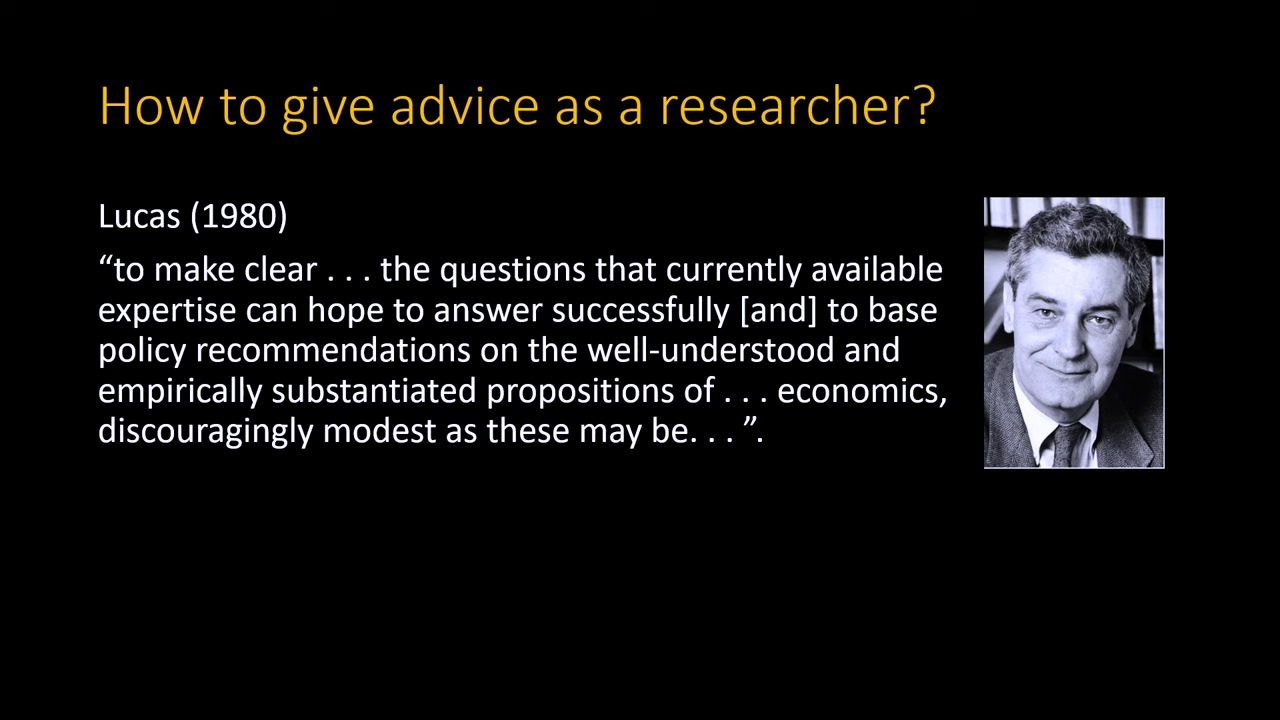 How to give advice as a researcher?
Lucas (1980)
“to make clear . . . the questions that currently available
expertise can hope to answer successfully [and] to base
policy recommendations on the well-understood and
empirically substantiated propositions of . . . economics,
discouragingly modest as these may be. . . ”.